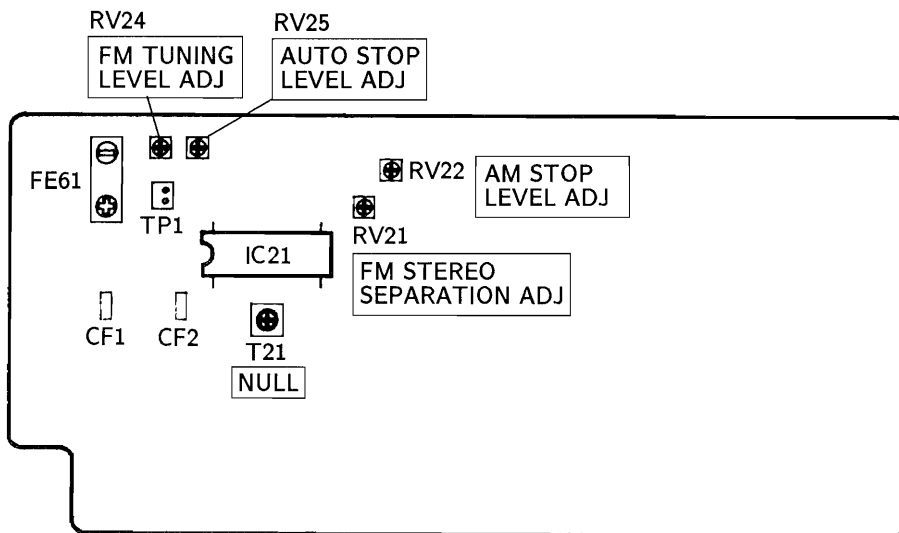 RV24
FM TUNING
LEVEL ADJ
RV25
AUTO STOP
LEVEL ADJ
FE61
TP1
RV22
AM STOP
LEVEL ADJ
RV21
FM STEREO
SEPARATION ADJ
IC21
CF1
CF2
T21
NULL